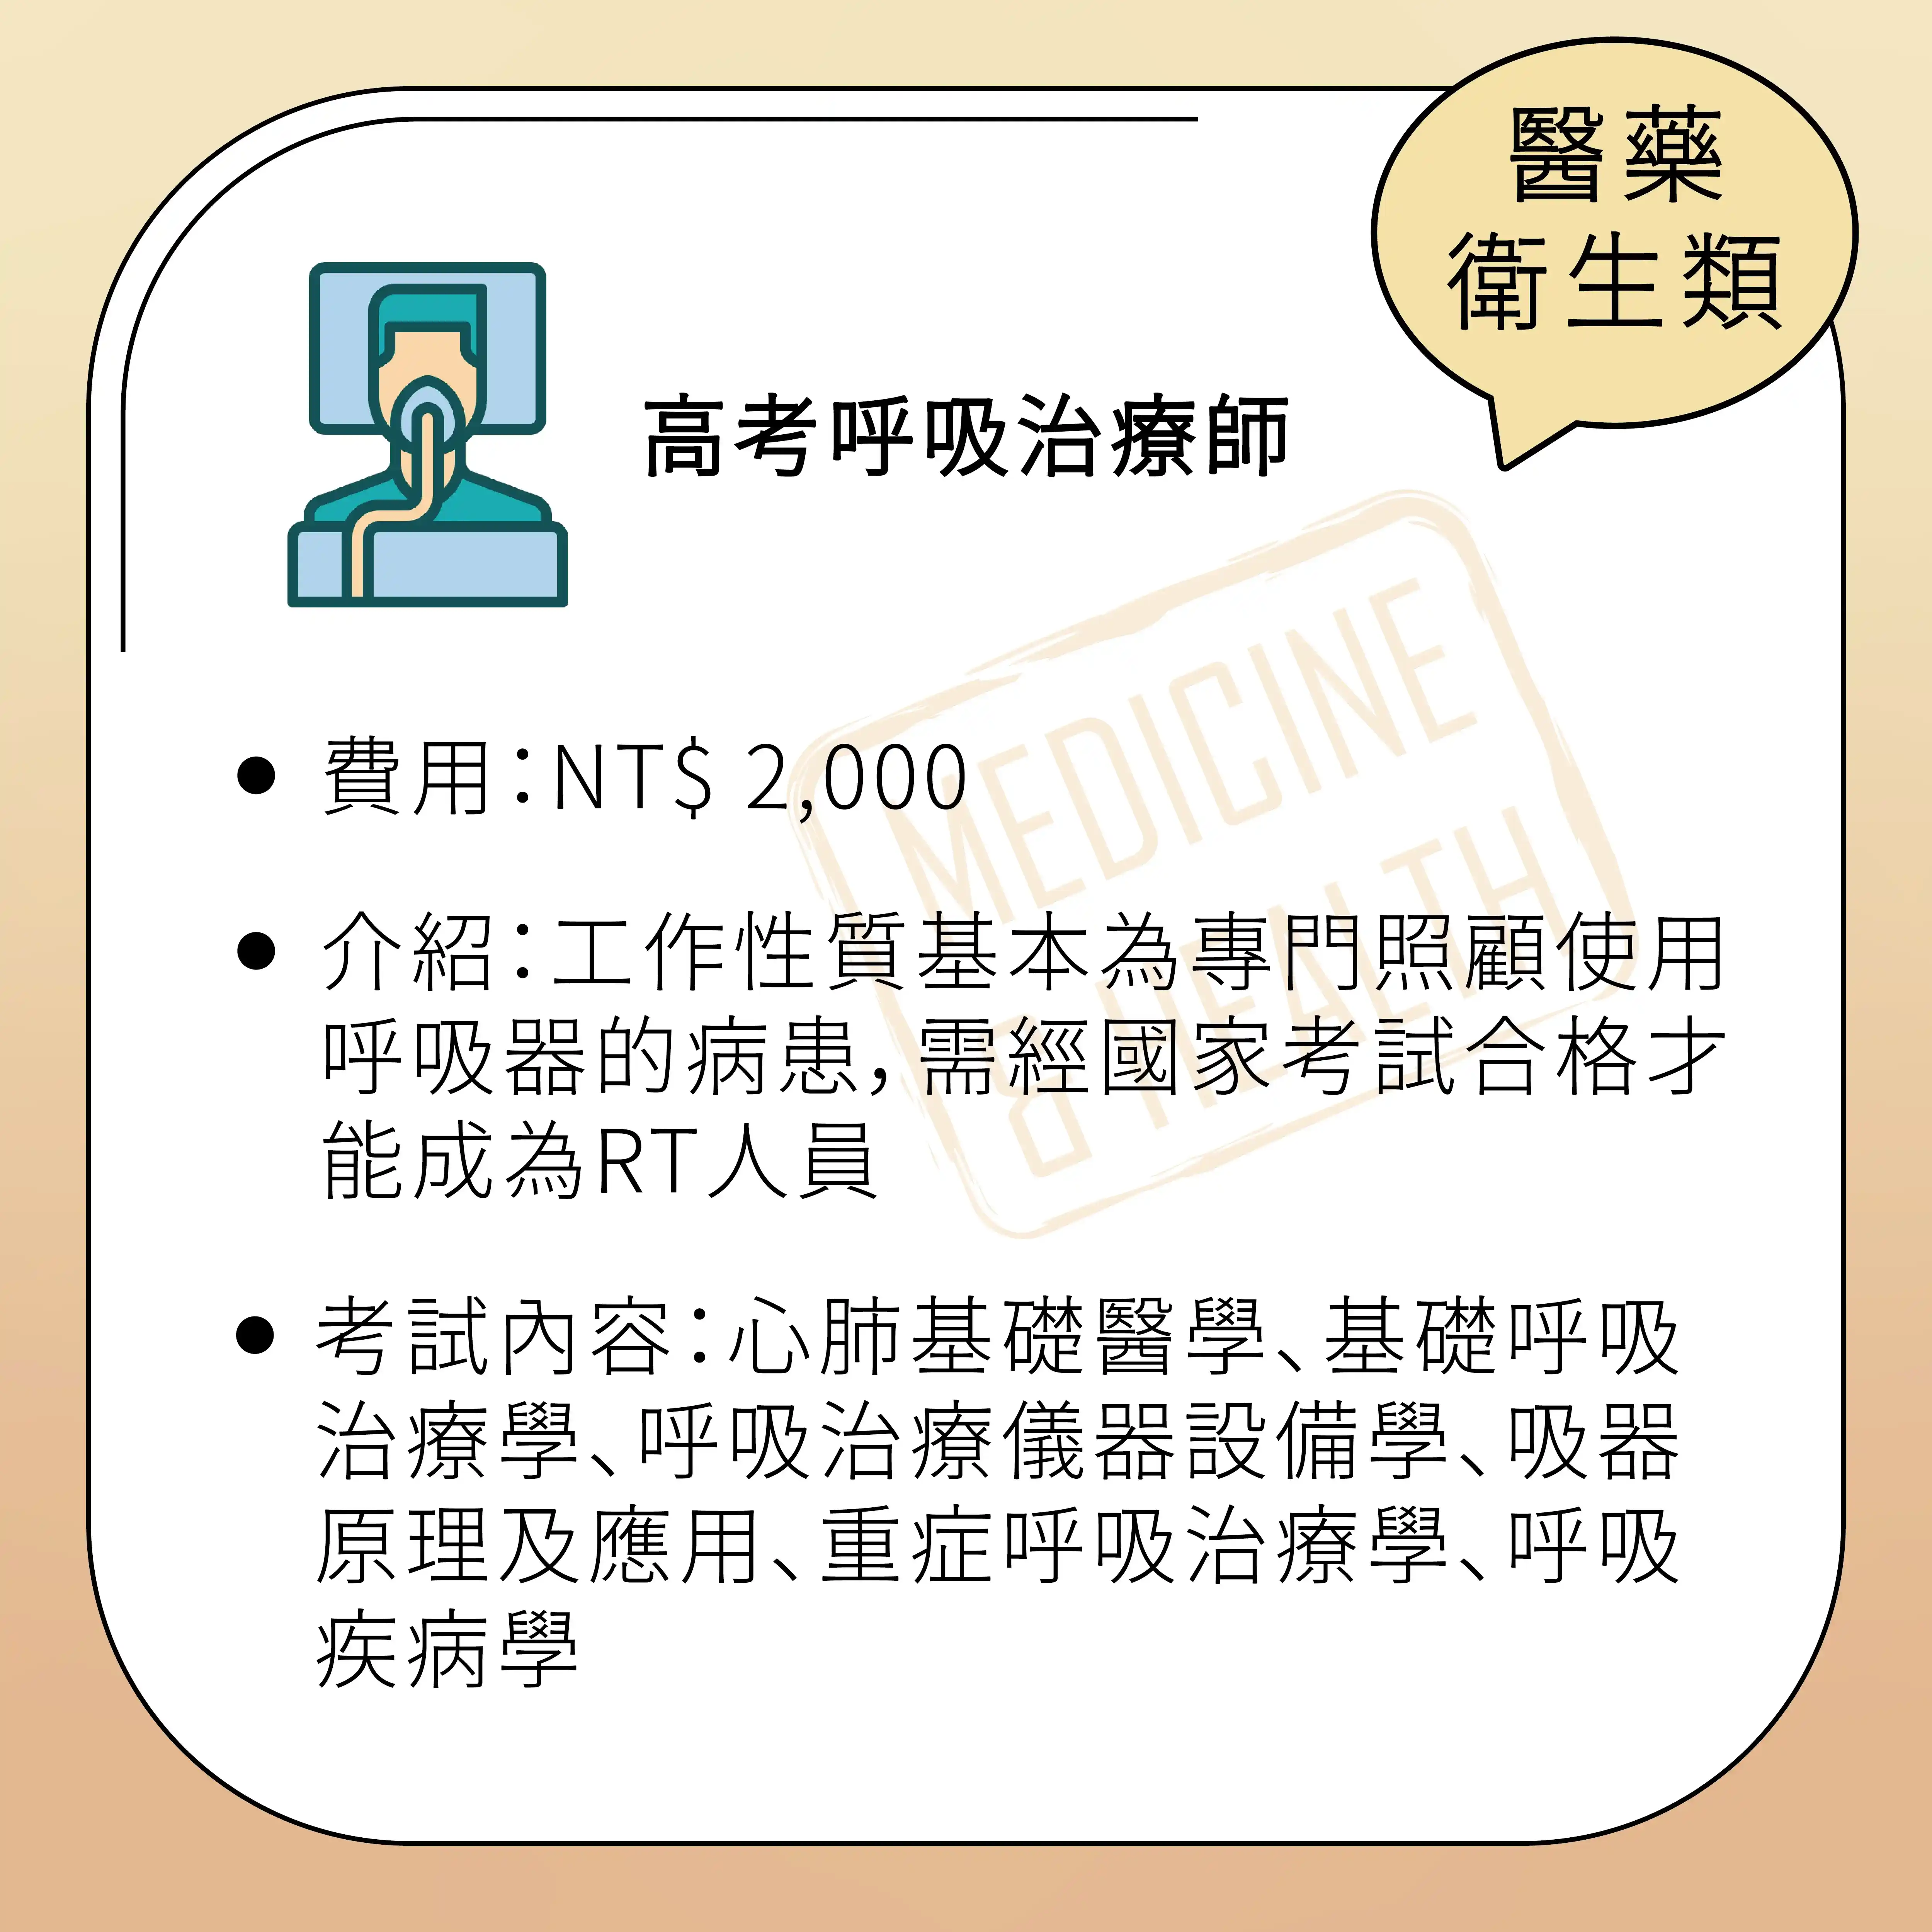 醫藥
衛生類
高考呼吸治療師
MEDICINE
& HEALTH
費用：NT$ 2,000
介紹：工作性質基本為專門照顧使用
呼吸器的病患，需經國家考試合格才
能成為RT人員
考試內容：心肺基礎醫學、基礎呼吸
治療學、呼吸治療儀器設備學、吸器
原理及應用、重症呼吸治療學、呼吸
疾病學